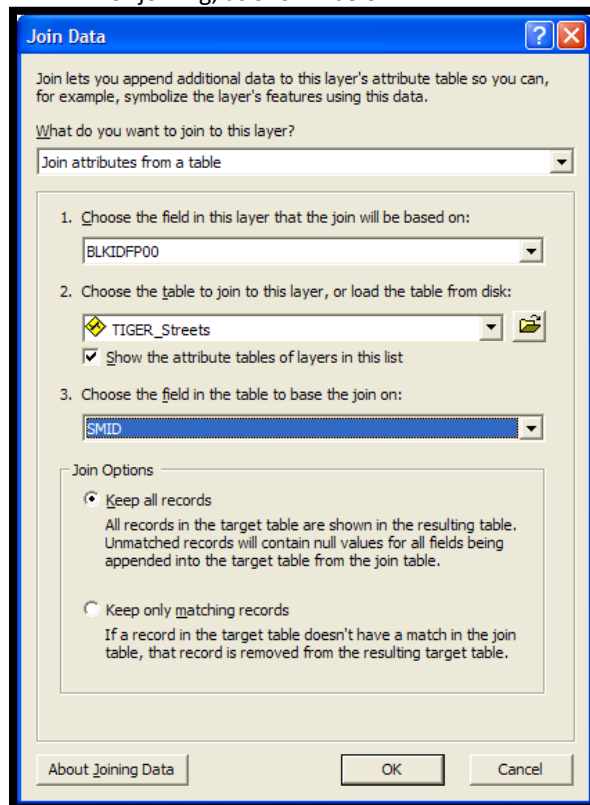 Join Data
Join lets you append additional data to this layer's attribute table so you can,
for example, symbolize the layer's features using this data.
What do you want to join to this layer?
Join attributes from a table
1. Choose the field in this layer that the join will be based on:
BLKIDFP00
2. Choose the table to join to this layer, or load the table from disk:
TIGER_Streets
Show the attribute tables of layers in this list
3. Choose the field in the table to base the join on:
SMID
Join Options
Keep all records
All records in the target table are shown in the resulting table.
Unmatched records will contain null values for all fields being
appended into the target table from the join table.
Keep only matching records
If a record in the target table doesn't have a match in the join
table, that record is removed from the resulting target table.
About Joining Data
OK
Cancel